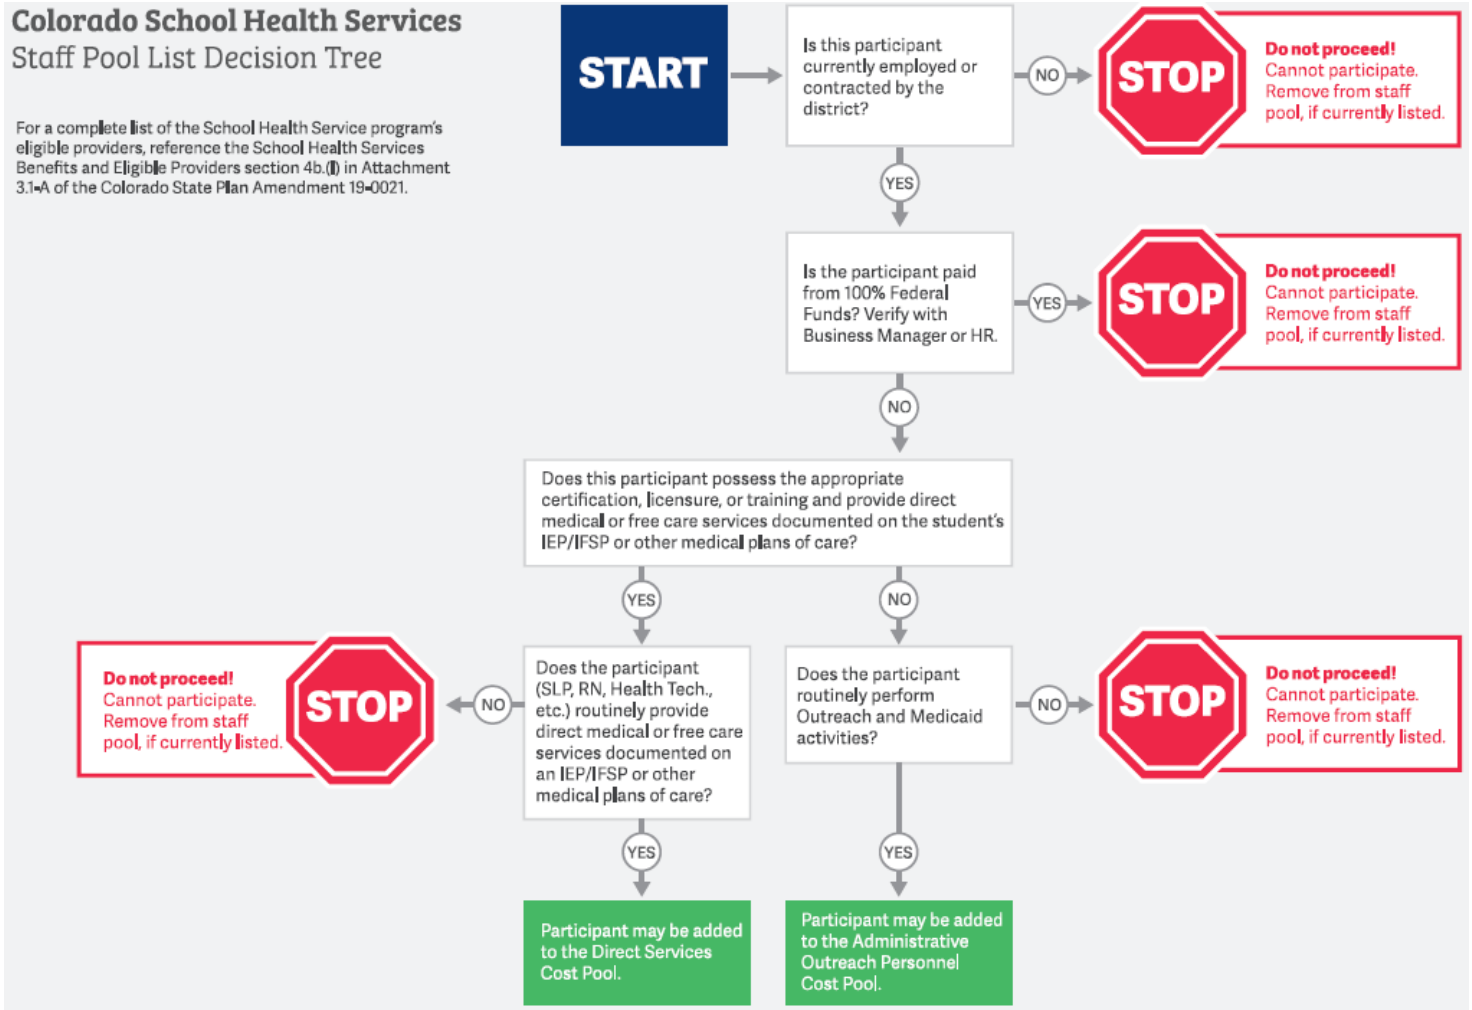 Colorado School Health Services
Staff Pool List Decision Tree
For a complete list of the School Health Service program's
eligible providers, reference the School Health Services
Benefits and Eligible Providers section 4b.(I) in Attachment
3.1-A of the Colorado State Plan Amendment 19-0021.
START
Is this participant
currently employed or
contracted by the
district?
NO
STOP
Do not proceed!
Cannot participate.
Remove from staff
pool, if currently listed.
YES
Is the participant paid
from 100% Federal
Funds? Verify with
Business Manager or HR.
YES
STOP
Do not proceed!
Cannot participate.
Remove from staff
pool, if currently listed.
NO
Does this participant possess the appropriate
certification, licensure, or training and provide direct
medical or free care services documented on the student's
IEP/IFSP or other medical plans of care?
YES
NO
Do not proceed!
Cannot participate.
Remove from staff
pool, if currently listed.
STOP
NO
Does the participant
(SLP, RN, Health Tech.,
etc.) routinely provide
direct medical or free care
services documented on
an IEP/IFSP or other
medical plans of care?
Does the participant
routinely perform
Outreach and Medicaid
activities?
NO
STOP
Do not proceed!
Cannot participate.
Remove from staff
pool, if currently listed.
YES
YES
Participant may be added
to the Direct Services
Cost Pool.
Participant may be added
to the Administrative
Outreach Personnel
Cost Pool.